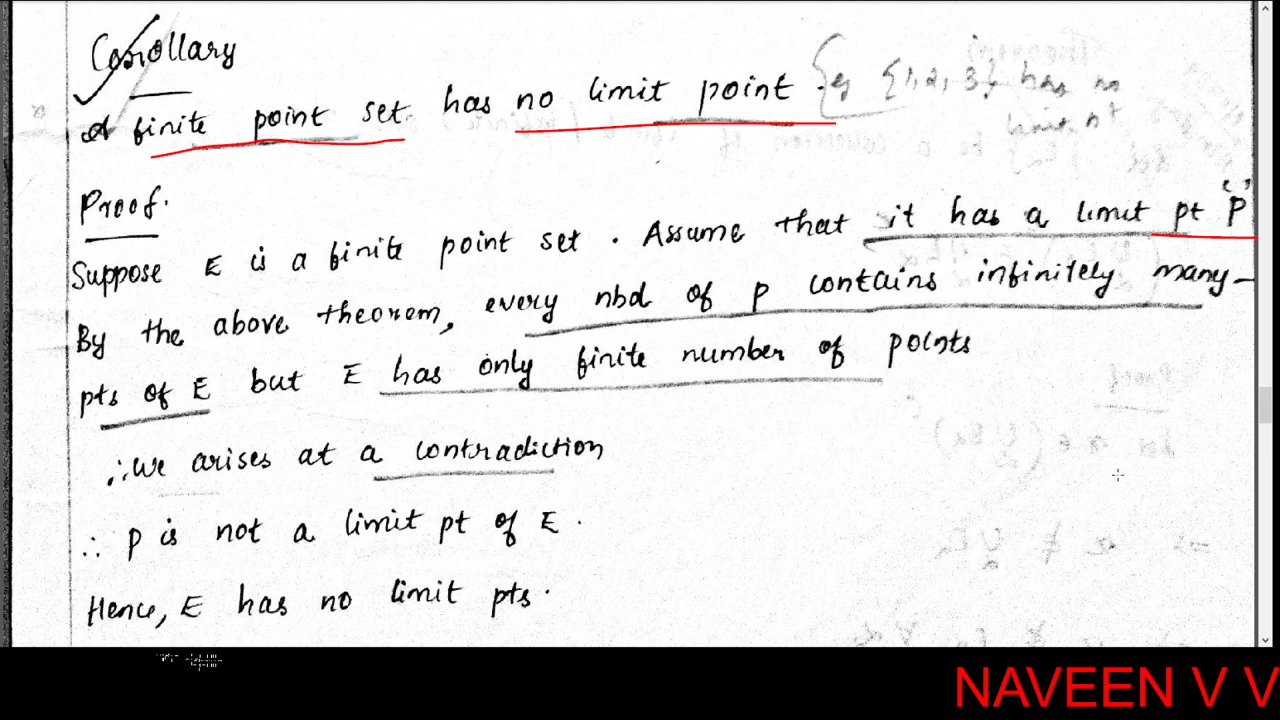 Corollary
A finite point set has no limit point. {eg {1, 2, 3} has no
limit pt
Proof.
Suppose E is a finite point set. Assume that it has a limit pt 'P'
By the above theorem, every nbd of p contains infinitely many
pts of E but E has only finite number of points
∴ we arises at a contradiction
∴ p is not a limit pt of E.
Hence, E has no limit pts.
NAVEEN V V